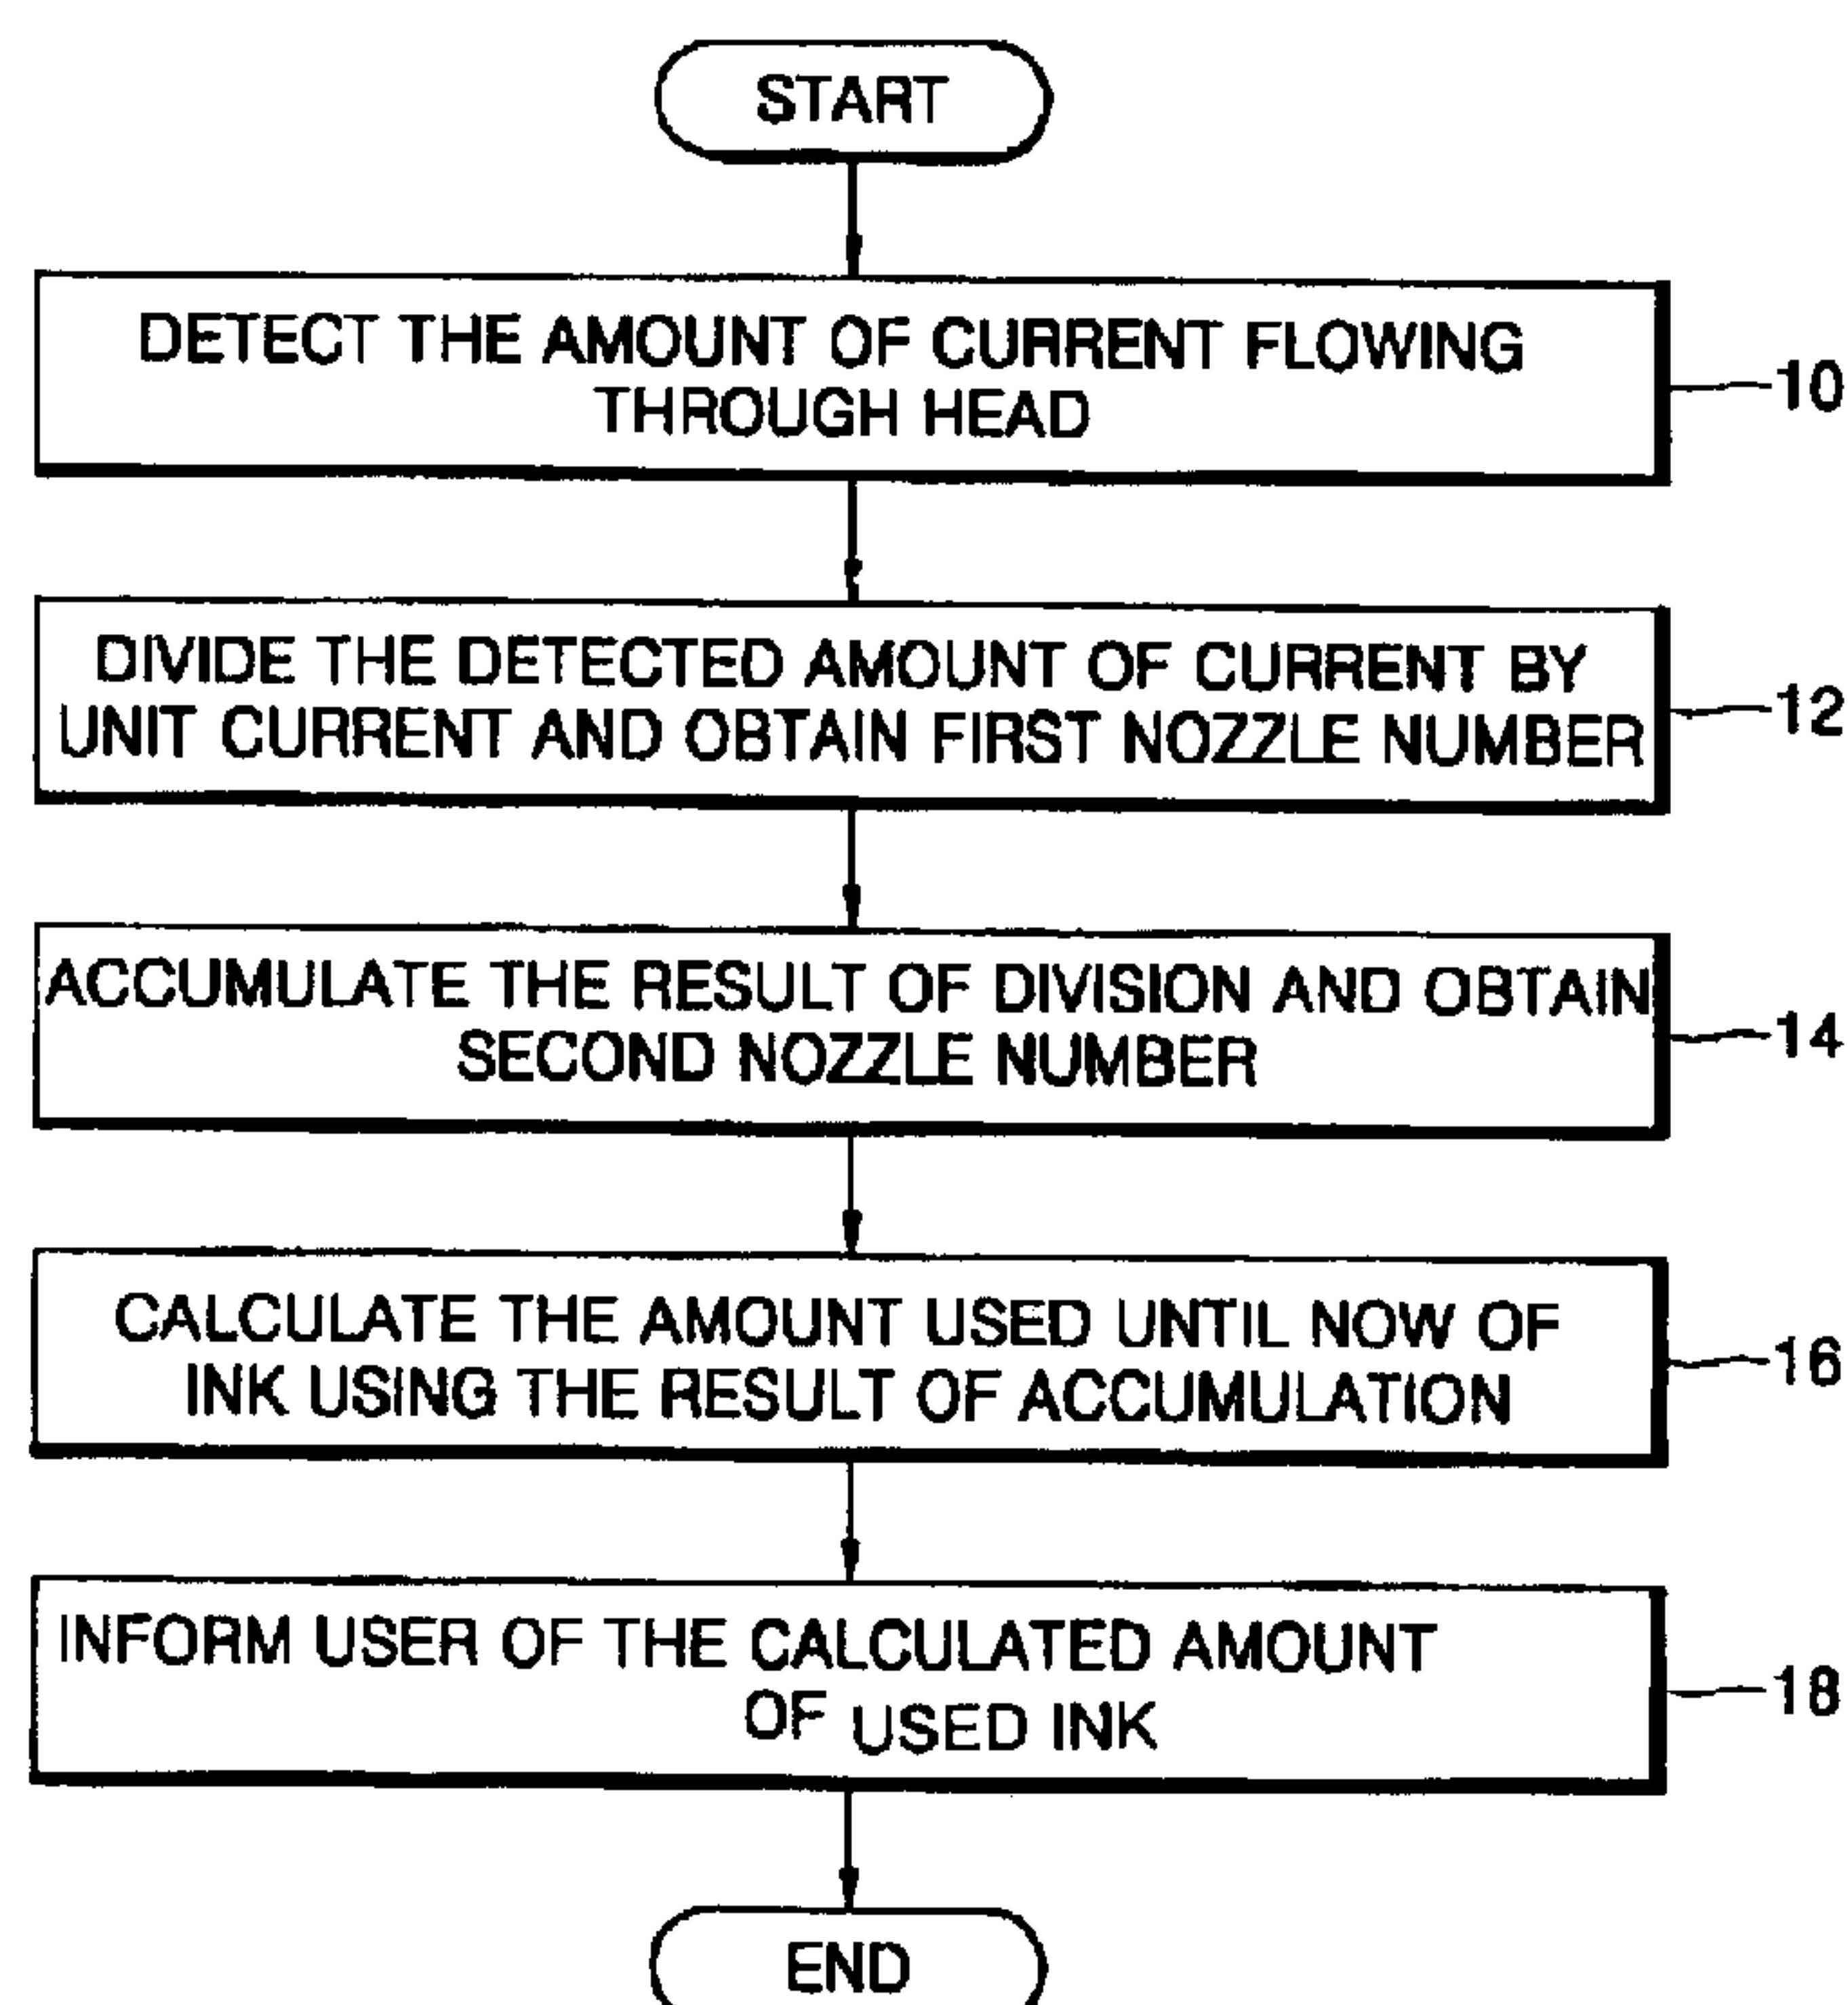 START
DETECT THE AMOUNT OF CURRENT FLOWING
THROUGH HEAD
10
DIVIDE THE DETECTED AMOUNT OF CURRENT BY
UNIT CURRENT AND OBTAIN FIRST NOZZLE NUMBER
12
ACCUMULATE THE RESULT OF DIVISION AND OBTAIN
SECOND NOZZLE NUMBER
14
CALCULATE THE AMOUNT USED UNTIL NOW OF
INK USING THE RESULT OF ACCUMULATION
16
INFORM USER OF THE CALCULATED AMOUNT
OF USED INK
18
END